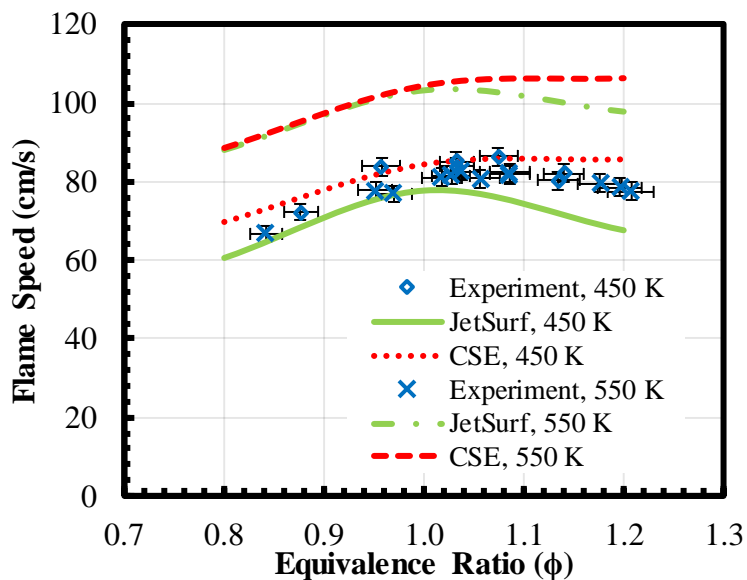 120
100
80
60
40
20
0
Flame Speed (cm/s)
Experiment, 450 K
JetSurf, 450 K
CSE, 450 K
Experiment, 550 K
JetSurf, 550 K
CSE, 550 K
0.7 0.8 0.9 1.0 1.1 1.2 1.3
Equivalence Ratio (ϕ)